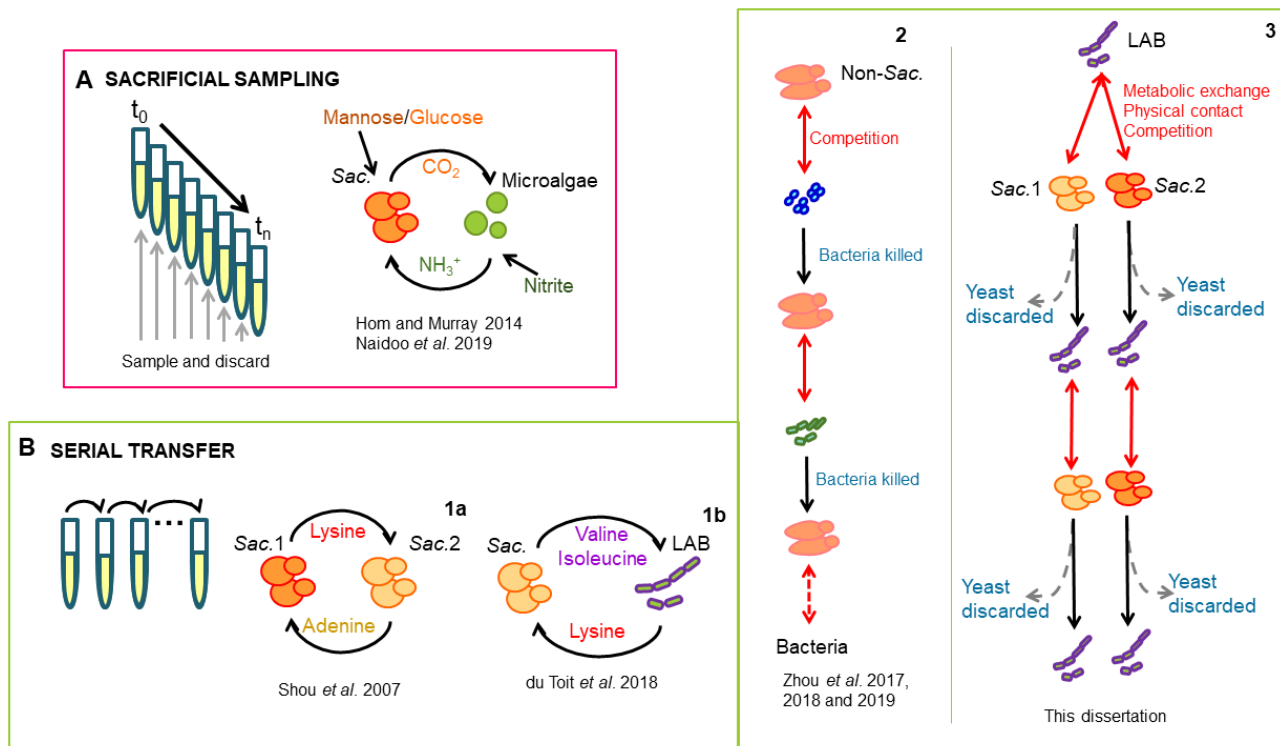 A SACRIFICIAL SAMPLING
t0
tn
Sample and discard
Mannose/Glucose
Sac.
CO2
Microalgae
NH3+
Nitrite
Hom and Murray 2014
Naidoo et al. 2019
B SERIAL TRANSFER
...
1a
Sac.1
Lysine
Sac.2
Adenine
Shou et al. 2007
1b
Sac.
Valine
Isoleucine
LAB
Lysine
du Toit et al. 2018
2
Non-Sac.
Competition
Bacteria killed
Bacteria killed
Bacteria
Zhou et al. 2017,
2018 and 2019
3
LAB
Metabolic exchange
Physical contact
Competition
Sac.1
Sac.2
Yeast
discarded
Yeast
discarded
Yeast
discarded
Yeast
discarded
This dissertation